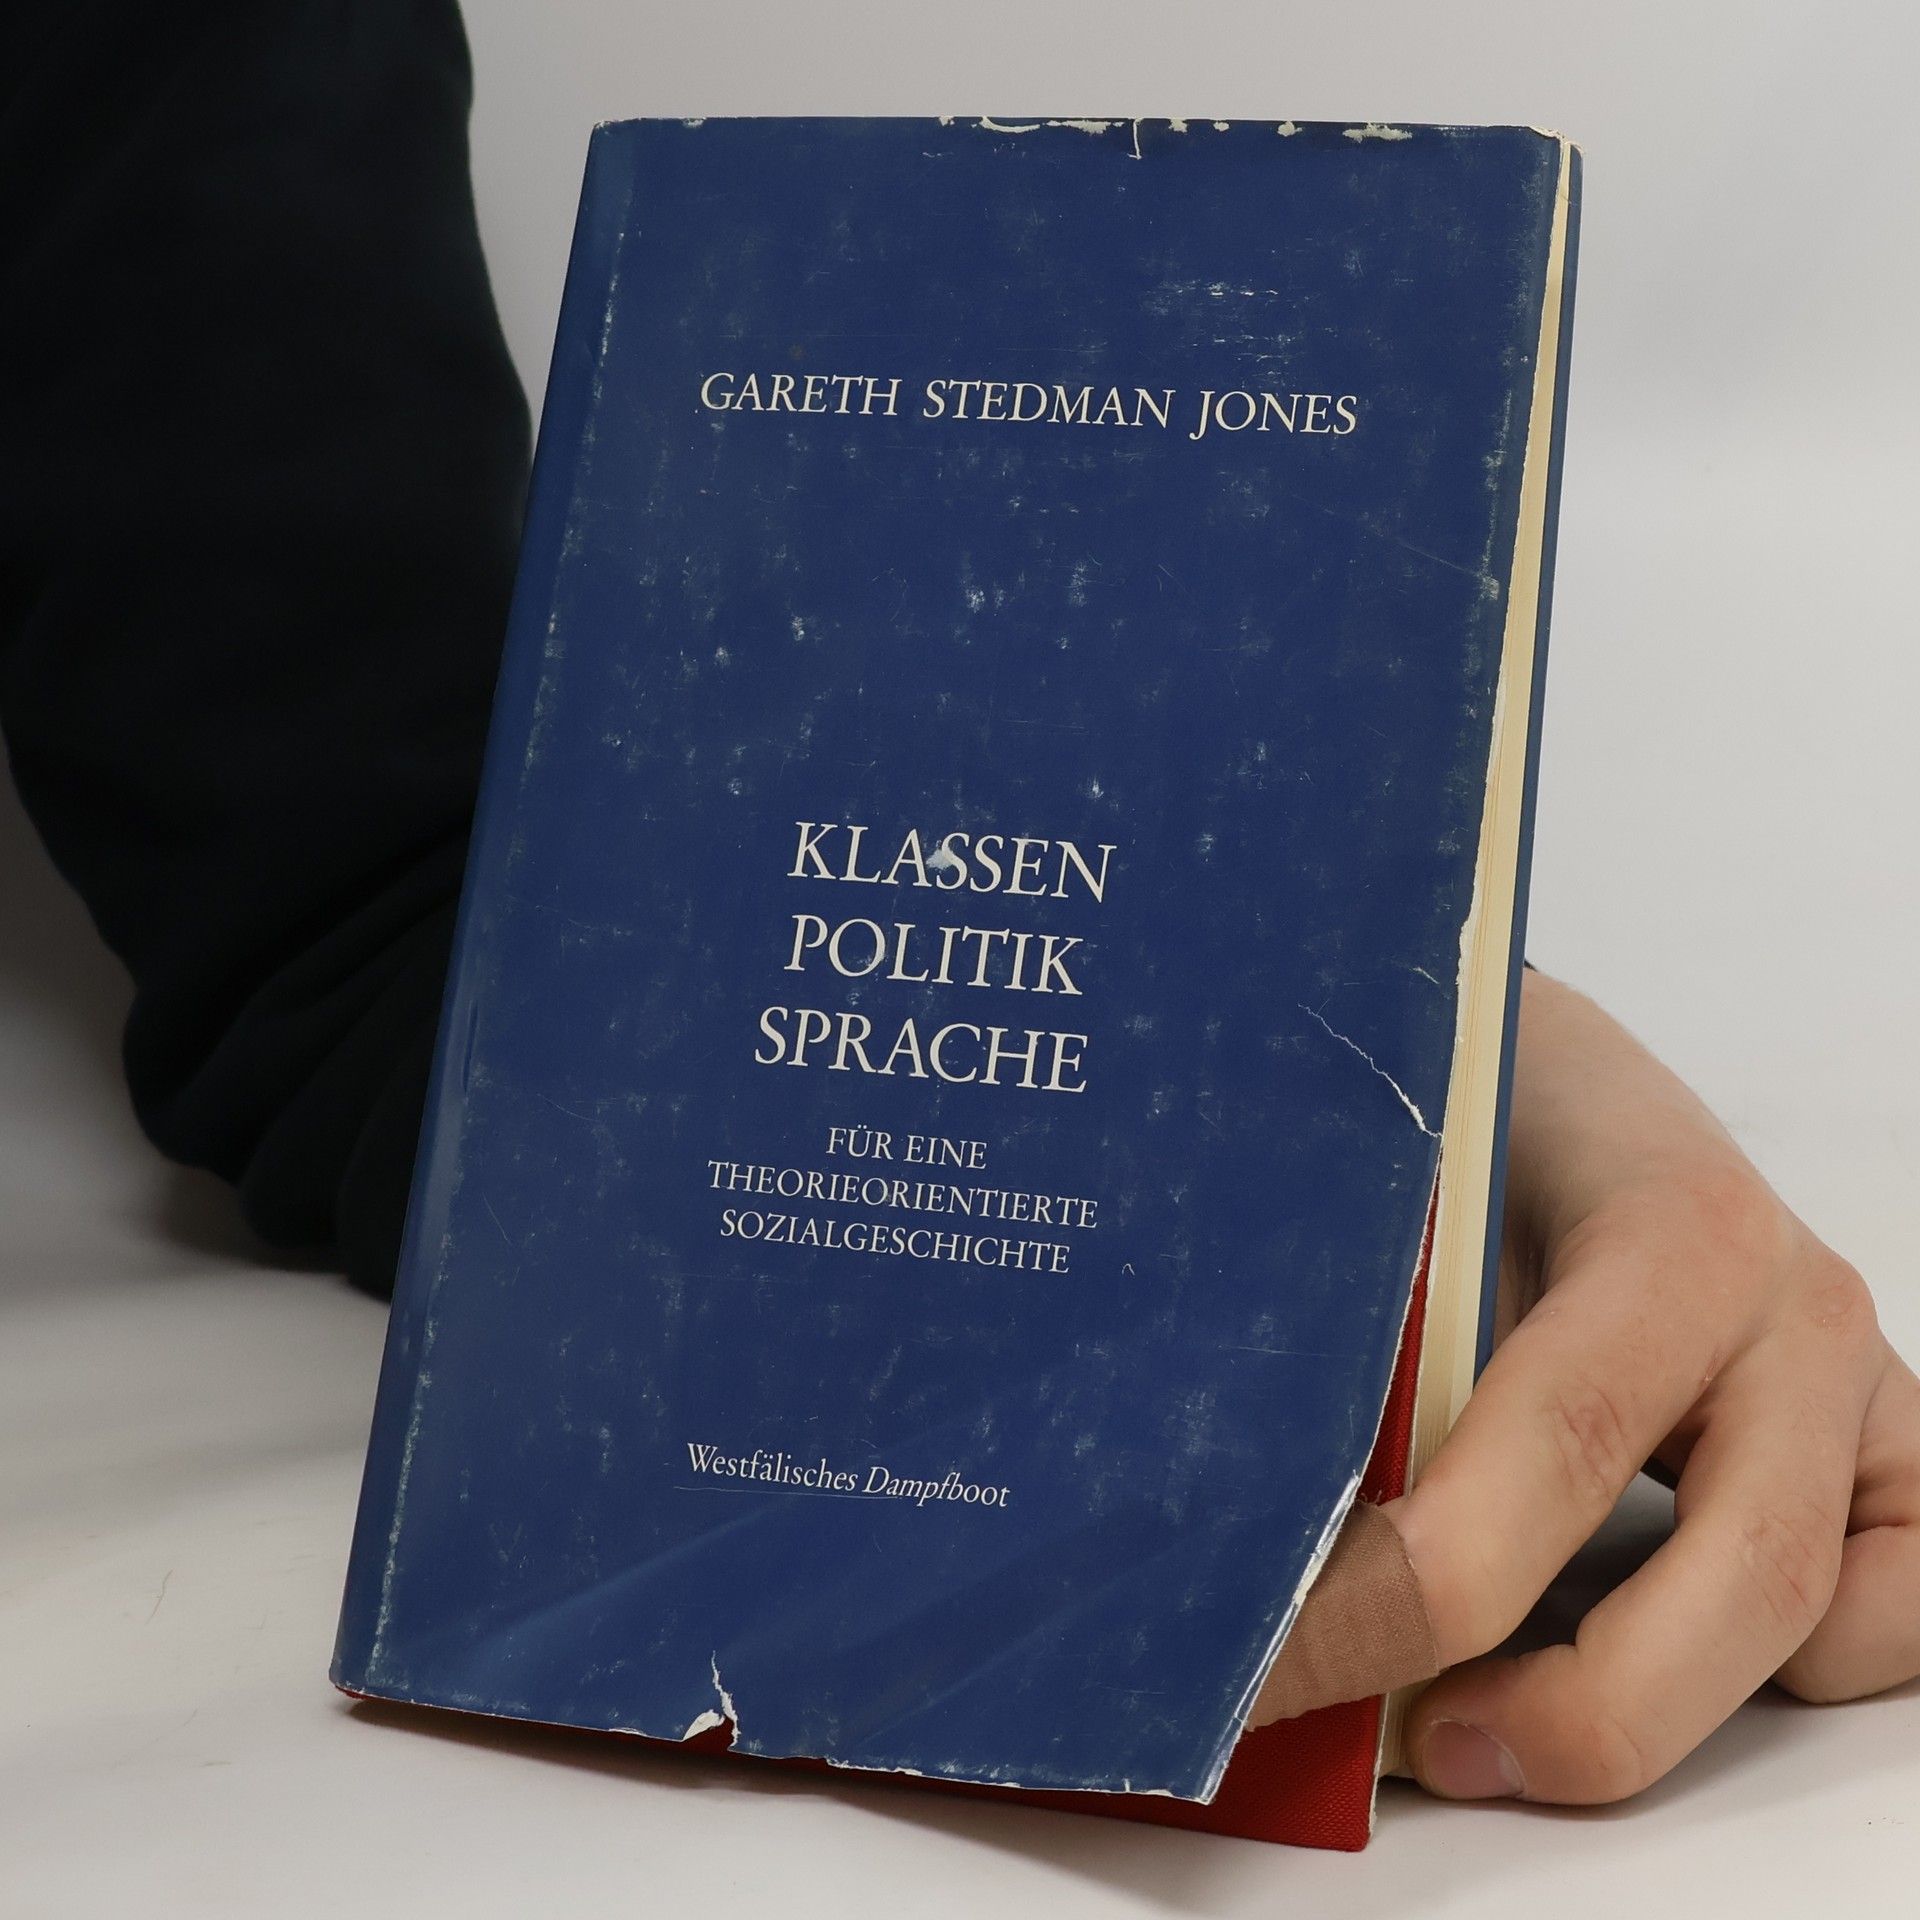 GARETH STEDMAN JONES
KLASSEN
POLITIK
SPRACHE
FÜR EINE
THEORIEORIENTIERTE
SOZIALGESCHICHTE
Westfälisches Dampfboot